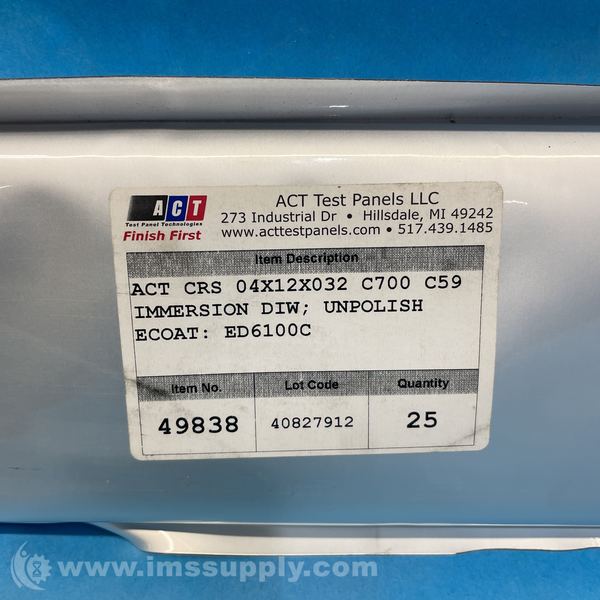 ACT
Test Panel Technologies
Finish First
ACT Test Panels LLC
273 Industrial Dr • Hillsdale, MI 49242
www.acttestpanels.com • 517.439.1485
Item Description
ACT CRS 04X12X032 C700 C59
IMMERSION DIW; UNPOLISH
ECOAT: ED6100C
Item No. Lot Code Quantity
49838 40827912 25
www.imssupply.com